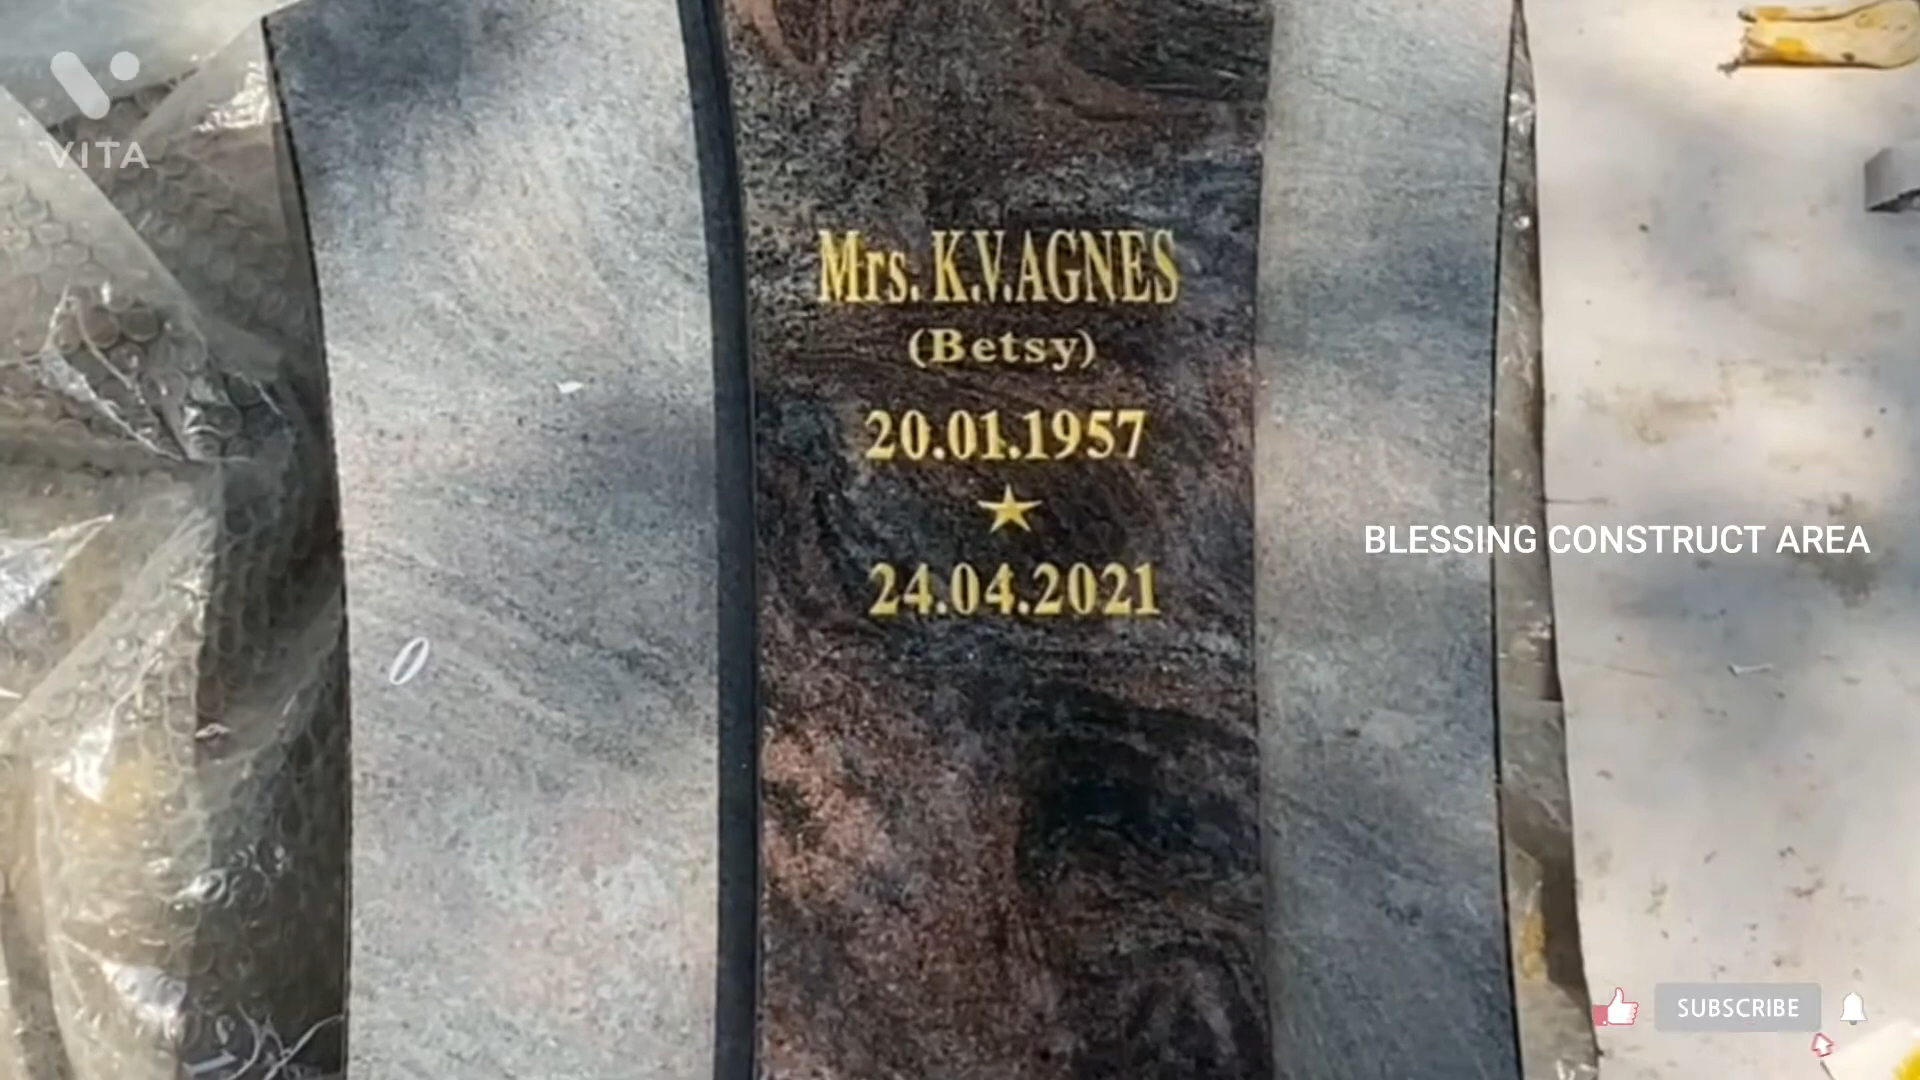 VITA
Mrs. K.V.AGNES
(Betsy)
20.01.1957
24.04.2021
BLESSING CONSTRUCT AREA
SUBSCRIBE